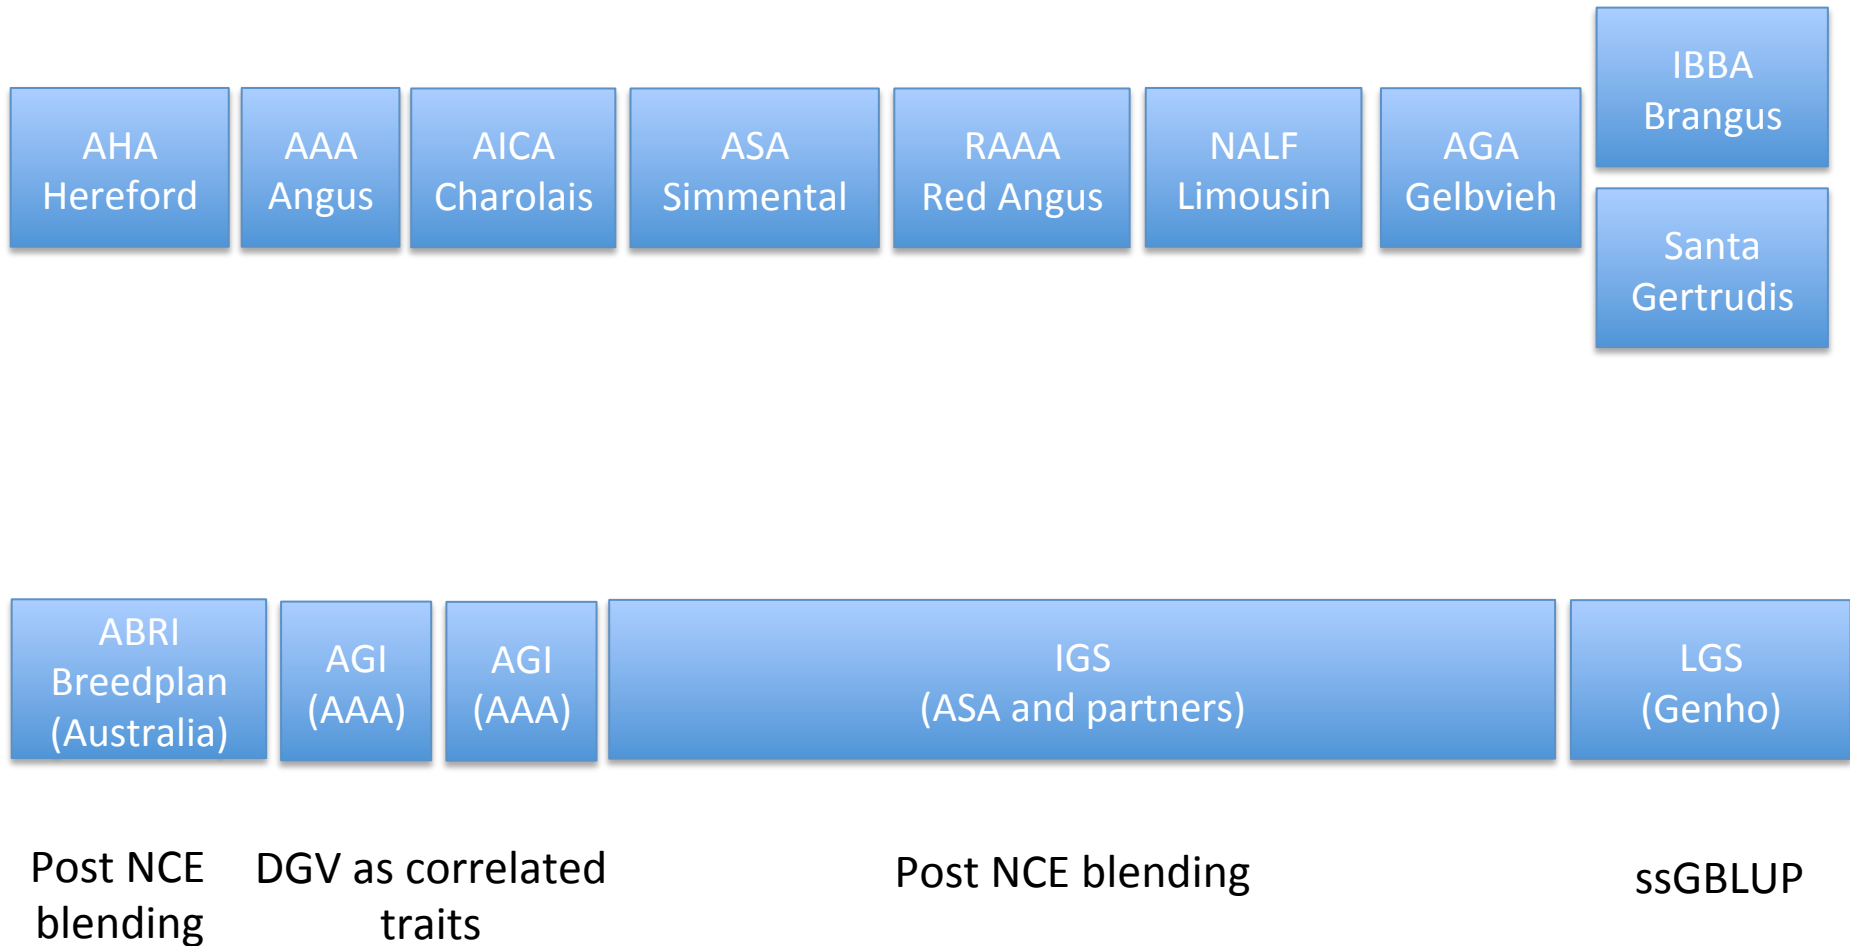 AHA
Hereford
AAA
Angus
AICA
Charolais
ASA
Simmental
RAAA
Red Angus
NALF
Limousin
AGA
Gelbvieh
IBBA
Brangus
Santa
Gertrudis
ABRI
Breedplan
(Australia)
AGI
(AAA)
AGI
(AAA)
IGS
(ASA and partners)
LGS
(Genho)
Post NCE
blending
DGV as correlated
traits
Post NCE blending
ssGBLUP